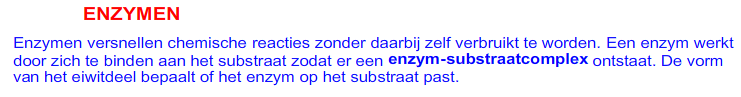 ENZYMEN
Enzymen versnellen chemische reacties zonder daarbij zelf verbruikt te worden. Een enzym werkt
door zich te binden aan het substraat zodat er een enzym-substraatcomplex ontstaat. De vorm
van het eiwitdeel bepaalt of het enzym op het substraat past.